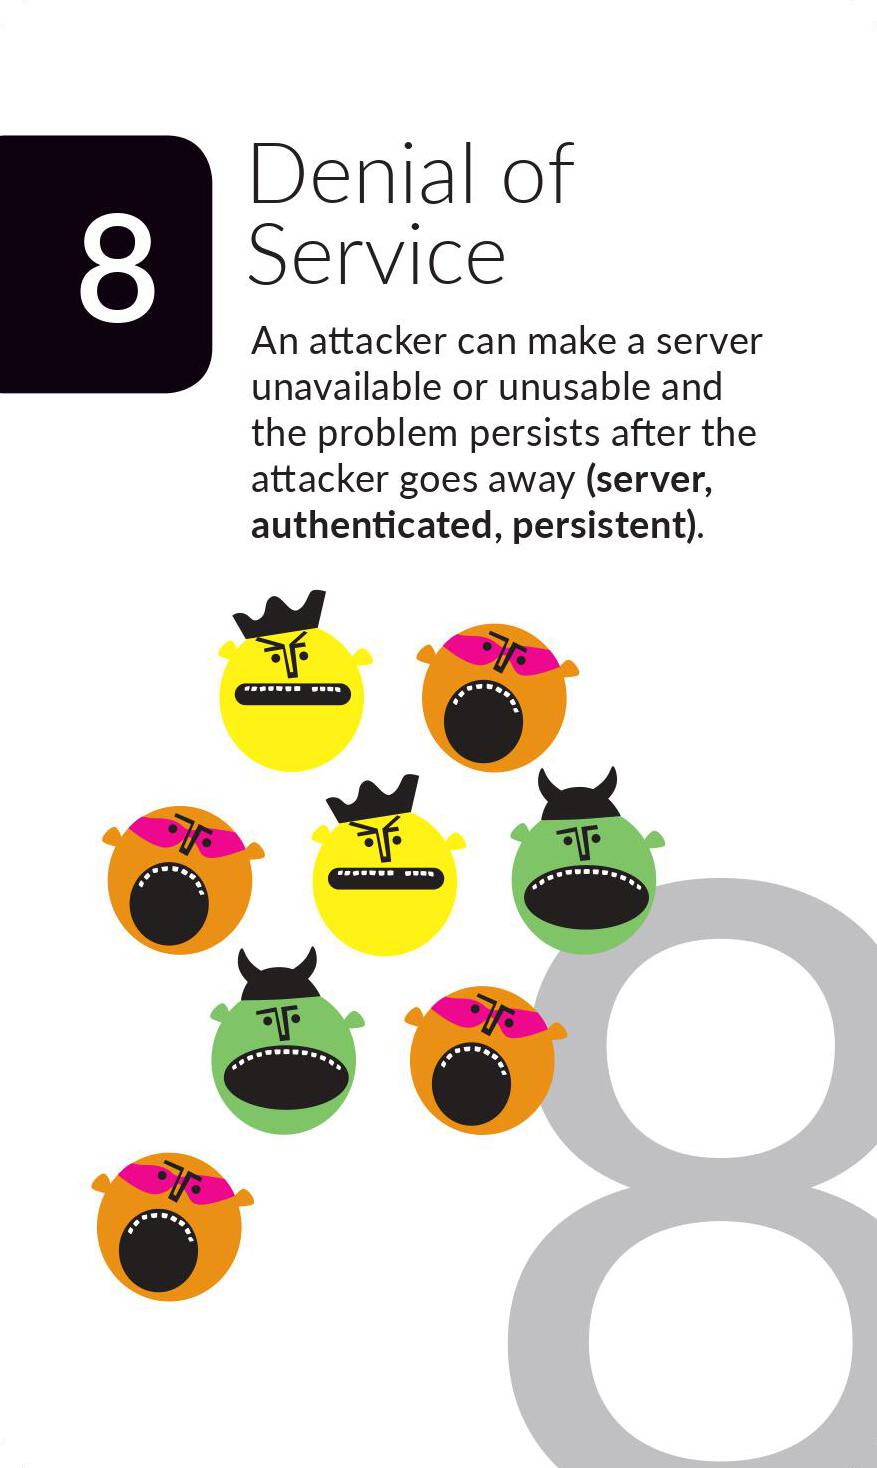 8
Denial of
Service
An attacker can make a server
unavailable or unusable and
the problem persists after the
attacker goes away (server,
authenticated, persistent).
8